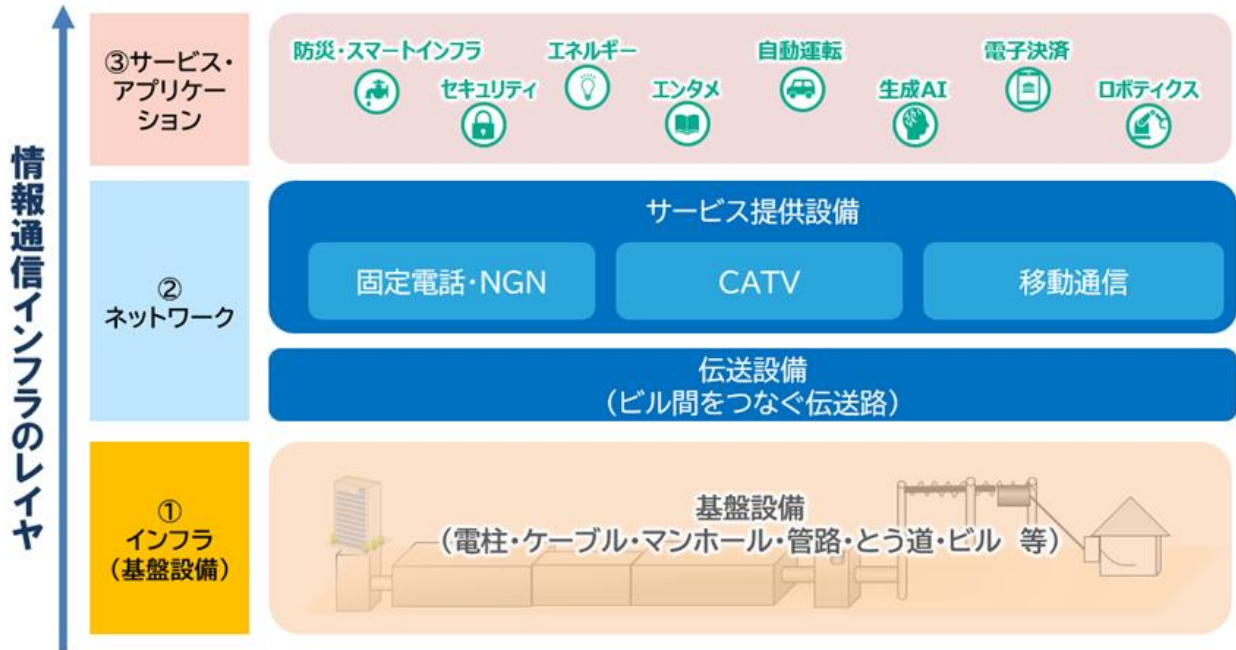 情報通信インフラのレイヤ
③サービス・
アプリケー
ション
防災・スマートインフラ
セキュリティ
エネルギー
エンタメ
自動運転
生成AI
電子決済
ロボティクス
②
ネットワーク
サービス提供設備
固定電話・NGN
CATV
移動通信
伝送設備
（ビル間をつなぐ伝送路）
①
インフラ
（基盤設備）
基盤設備
（電柱・ケーブル・マンホール・管路・とう道・ビル 等）